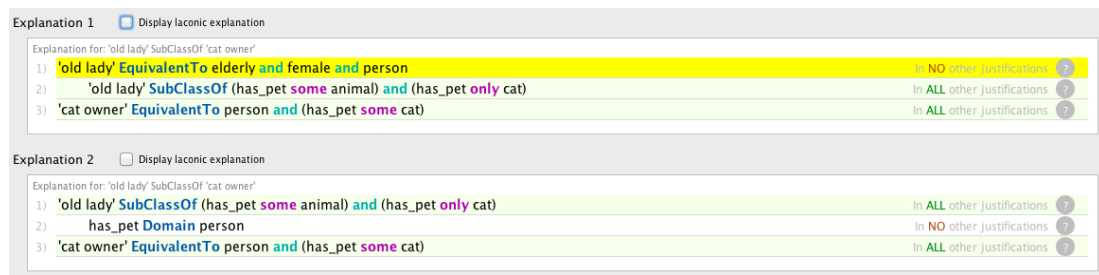 Explanation 1 Display laconic explanation
Explanation for: 'old lady' SubClassOf 'cat owner'
1) 'old lady' EquivalentTo elderly and female and person In NO other justifications ?
2) 'old lady' SubClassOf (has_pet some animal) and (has_pet only cat) In ALL other justifications ?
3) 'cat owner' EquivalentTo person and (has_pet some cat) In ALL other justifications ?
Explanation 2 Display laconic explanation
Explanation for: 'old lady' SubClassOf 'cat owner'
1) 'old lady' SubClassOf (has_pet some animal) and (has_pet only cat) In ALL other justifications ?
2) has_pet Domain person In NO other justifications ?
3) 'cat owner' EquivalentTo person and (has_pet some cat) In ALL other justifications ?